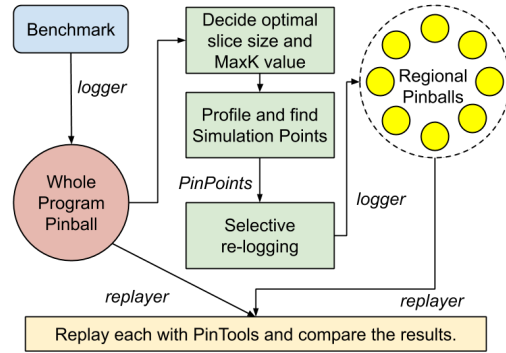 Benchmark
logger
Whole
Program
Pinball
Decide optimal
slice size and
MaxK value
Profile and find
Simulation Points
PinPoints
Selective
re-logging
logger
Regional
Pinballs
replayer
replayer
Replay each with PinTools and compare the results.